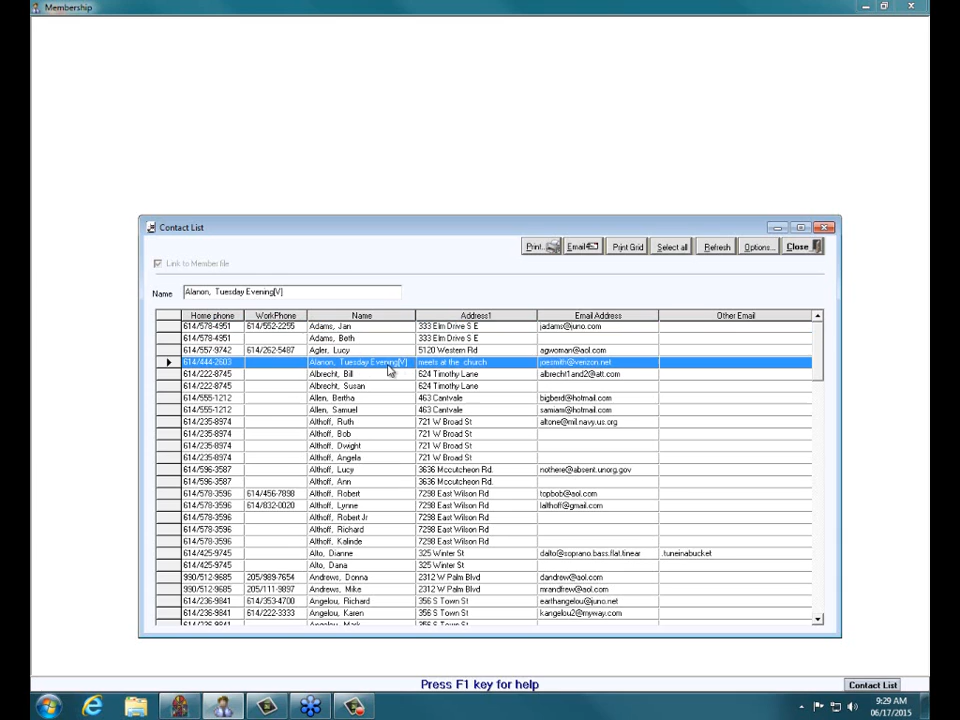 Membership
Contact List
Print.. Email Print Grid Select all Refresh Options... Close
Link to Member file
Name Alanon, Tuesday Evening[V]
Home phone WorkPhone Name Address1 Email Address Other Email
614/578-4951 614/552-2255 Adams, Jan 333 Elm Drive S E jadams@juno.com
614/578-4951 Adams, Beth 333 Elm Drive S E
614/557-9742 614/262-5487 Agler, Lucy 5120 Western Rd agwoman@aol.com
614/444-2603 Alanon, Tuesday Evening[V] meets at the church joesmith@verizon.net
614/222-8745 Albrecht, Bill 624 Timothy Lane albrecht1and2@att.com
614/222-8745 Albrecht, Susan 624 Timothy Lane
614/555-1212 Allen, Bertha 463 Cantvale bigberd@hotmail.com
614/555-1212 Allen, Samuel 463 Cantvale samiam@hotmail.com
614/235-8974 Althoff, Ruth 721 W Broad St altone@mil.navy.us.org
614/235-8974 Althoff, Bob 721 W Broad St
614/235-8974 Althoff, Dwight 721 W Broad St
614/235-8974 Althoff, Angela 721 W Broad St
614/596-3587 Althoff, Lucy 3636 Mccutcheon Rd. nothere@absent.unorg.gov
614/596-3587 Althoff, Ann 3636 Mccutcheon Rd.
614/578-3596 614/456-7898 Althoff, Robert 7298 East Wilson Rd topbob@aol.com
614/578-3596 614/832-0020 Althoff, Lynne 7298 East Wilson Rd lalthoff@gmail.com
614/578-3596 Althoff, Robert Jr 7298 East Wilson Rd
614/578-3596 Althoff, Richard 7298 East Wilson Rd
614/578-3596 Althoff, Kalinde 7298 East Wilson Rd
614/425-9745 Alto, Dianne 325 Winter St dalto@soprano.bass.flat.tinear .tuneinabucket
614/425-9745 Alto, Dana 325 Winter St
990/512-9685 205/989-7654 Andrews, Donna 2312 W Palm Blvd dandrew@aol.com
990/512-9685 205/111-9897 Andrews, Mike 2312 W Palm Blvd mrandrew@aol.com
614/236-9841 614/353-4700 Angelou, Richard 356 S Town St earthangelou@juno.net
614/236-9841 614/222-3333 Angelou, Karen 356 S Town St kangelou2@myway.com
614/236-9841 Angelou, Mark 356 S Town St
Press F1 key for help
Contact List
9:29 AM
06/17/2015